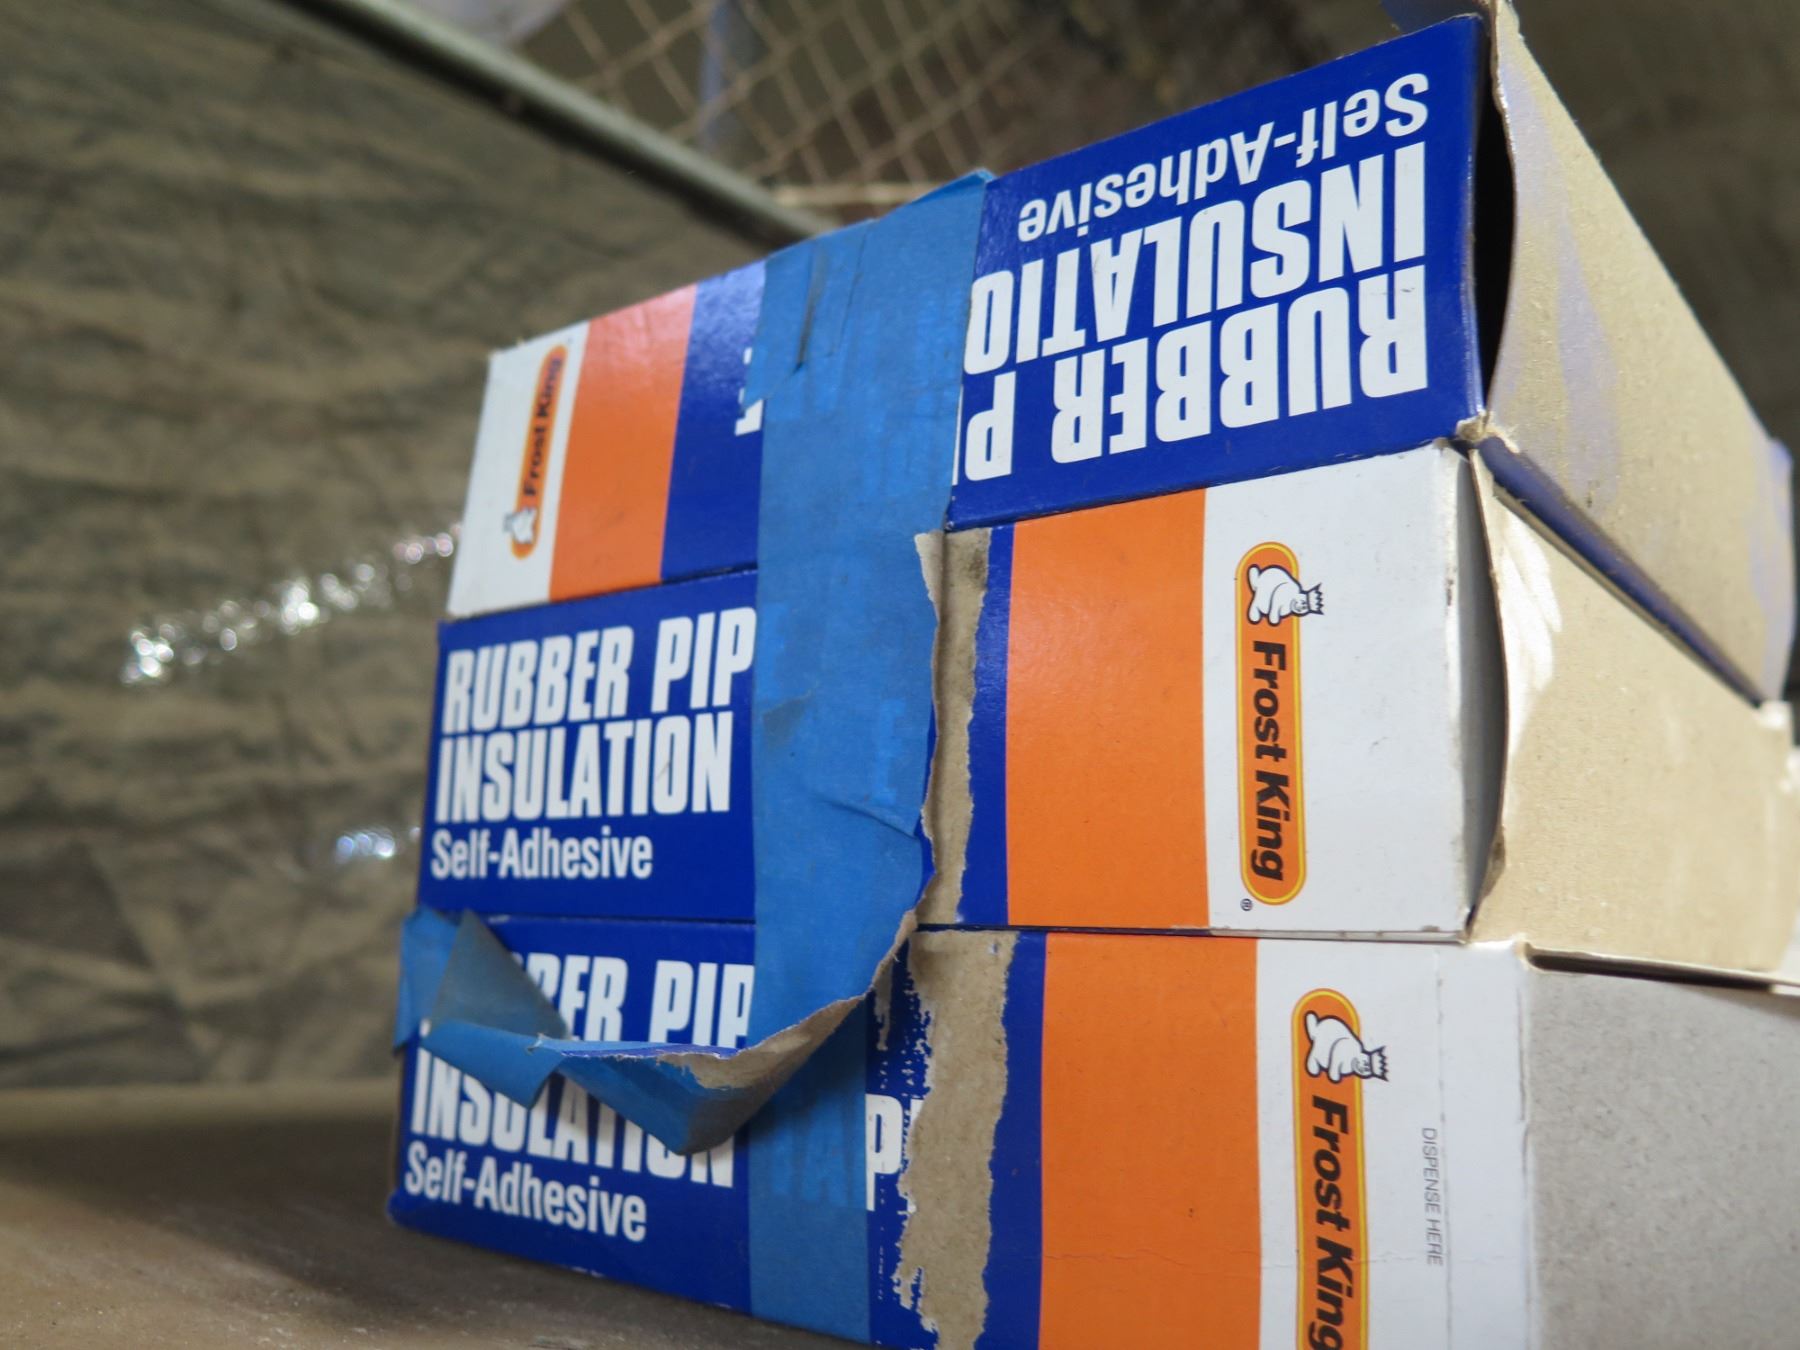 Self-Adhesive
INSULATIO
RUBBER P
Frost King
RUBBER PIP
INSULATION
Self-Adhesive
Frost King
®
BER PIP
INSULATION
Self-Adhesive
P
Frost King
DISPENSE HERE